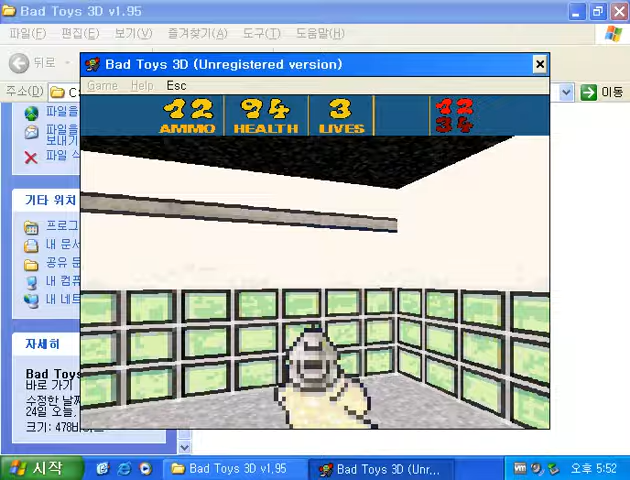 Bad Toys 3D v1.95
파일(F) 편집(E) 보기(V) 즐겨찾기(A) 도구(T) 도움말(H)
뒤로
Bad Toys 3D (Unregistered version)
주소(D)
이동
Game Help Esc
12 94 3 12
34
AMMO HEALTH LIVES
파일을
파일을
보내기
파일 
기타 위치
프로그
내 문서
공유 문
내 컴퓨
내 네트
자세히
Bad Toys
바로 가기
수정한 날짜
24일 오늘,
크기: 478바이트
시작
Bad Toys 3D v1.95
Bad Toys 3D (Unr...
오후 5:52